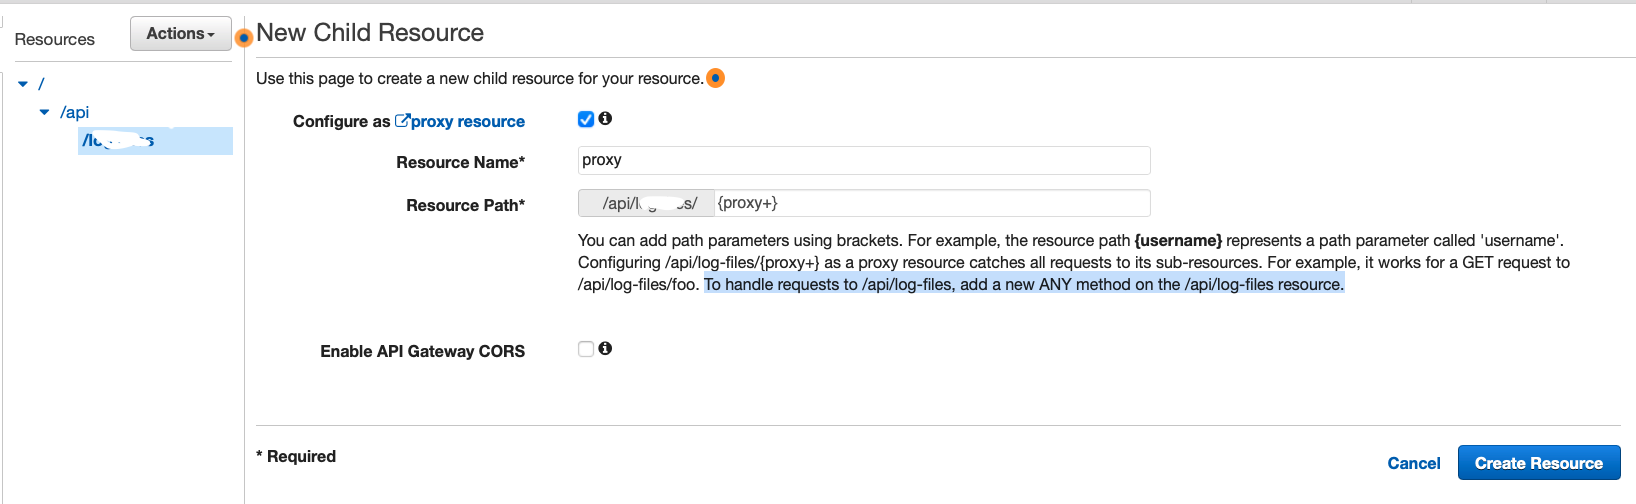 Resources
Actions
New Child Resource
Use this page to create a new child resource for your resource.
/
/api
Configure as proxy resource
Resource Name*
proxy
Resource Path*
{proxy+}
You can add path parameters using brackets. For example, the resource path {username} represents a path parameter called 'username'.
Configuring /api/log-files/{proxy+} as a proxy resource catches all requests to its sub-resources. For example, it works for a GET request to
/api/log-files/foo. To handle requests to /api/log-files, add a new ANY method on the /api/log-files resource.
Enable API Gateway CORS
* Required
Cancel
Create Resource